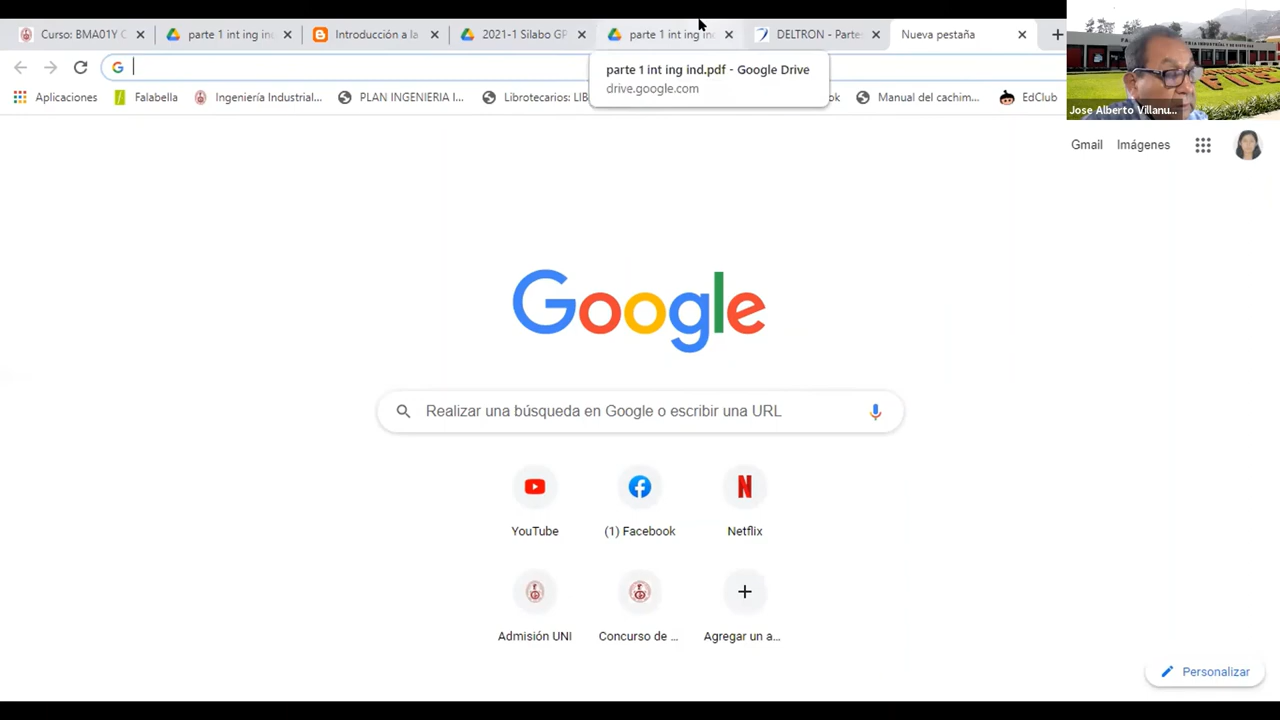 Curso: BMA01Y C
parte 1 int ing ind
Introducción a la
2021-1 Silabo GP
parte 1 int ing ind
DELTRON - Parte
Nueva pestaña
parte 1 int ing ind.pdf - Google Drive
drive.google.com
Aplicaciones
Falabella
Ingeniería Industrial...
PLAN INGENIERIA I...
Librotecarios: LIB
ok
Manual del cachim...
EdClub
Jose Alberto Villanu...
Gmail
Imágenes
Google
Realizar una búsqueda en Google o escribir una URL
YouTube
(1) Facebook
Netflix
Admisión UNI
Concurso de ...
Agregar un a...
Personalizar